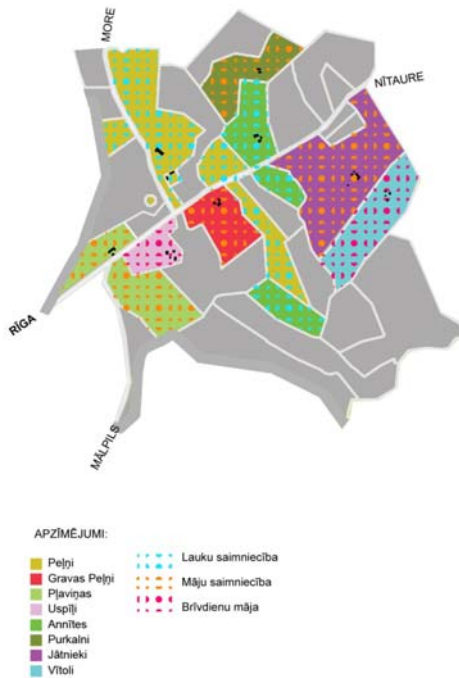 MORE
NĪTAURE
RĪGA
MĀLPILS
APZĪMĒJUMI:
Peļņi
Gravas Peļņi
Pļaviņas
Uspīļi
Annītes
Purkalni
Jātnieki
Vītoli
Lauku saimniecība
Māju saimniecība
Brīvdienu māja